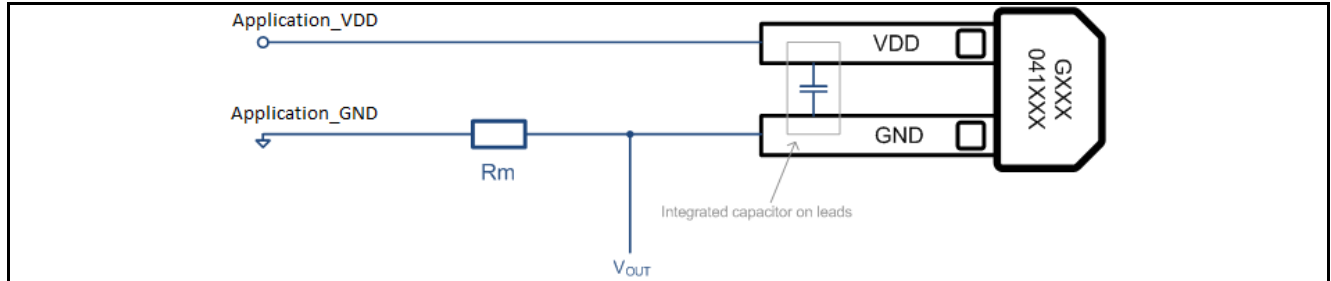 Application_VDD
VDD
GXXX
041XXX
Application_GND
GND
Rm
Integrated capacitor on leads
VOUT